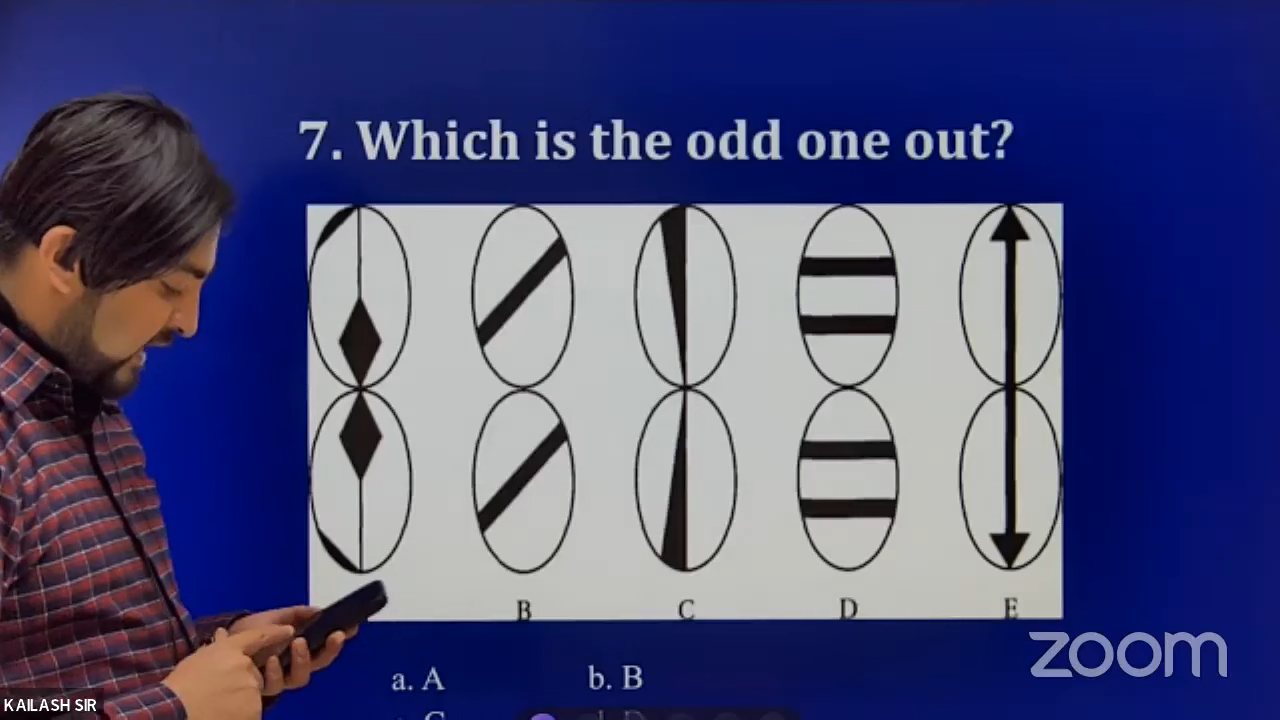 7. Which is the odd one out?
B C D E
zoom
a. A b. B
KAILASH SIR